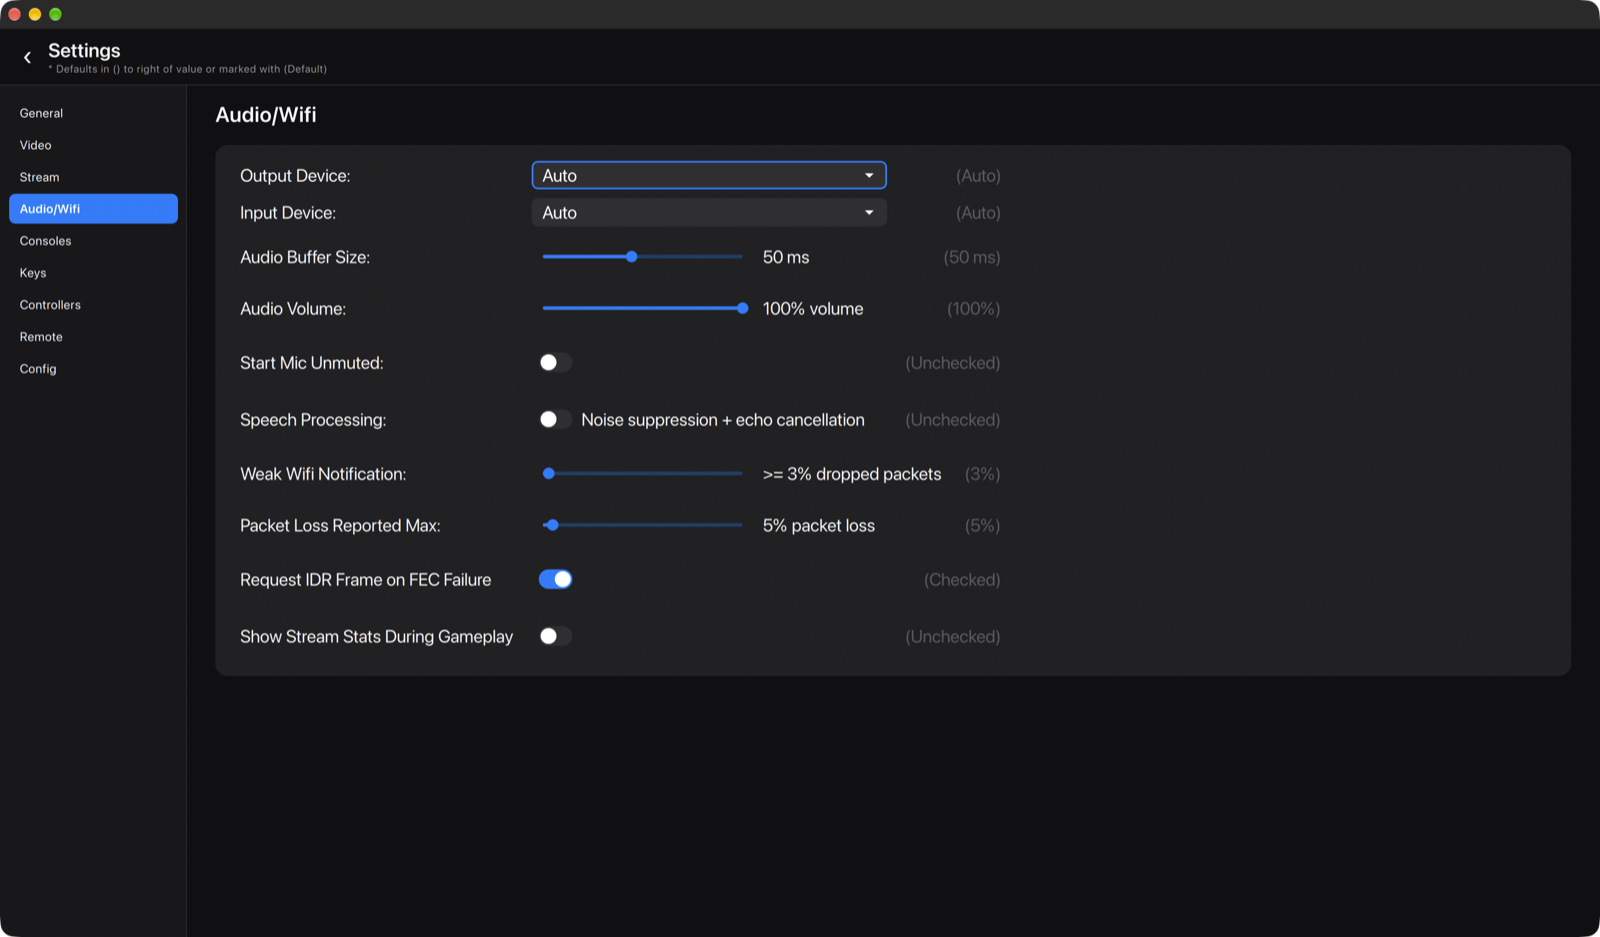 Settings
* Defaults in () to right of value or marked with (Default)
General
Video
Stream
Audio/Wifi
Consoles
Keys
Controllers
Remote
Config
Audio/Wifi
Output Device: Auto (Auto)
Input Device: Auto (Auto)
Audio Buffer Size: 50 ms (50 ms)
Audio Volume: 100% volume (100%)
Start Mic Unmuted: (Unchecked)
Speech Processing: Noise suppression + echo cancellation (Unchecked)
Weak Wifi Notification: >= 3% dropped packets (3%)
Packet Loss Reported Max: 5% packet loss (5%)
Request IDR Frame on FEC Failure (Checked)
Show Stream Stats During Gameplay (Unchecked)